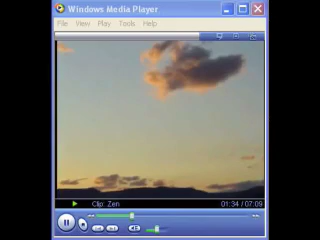 Windows Media Player
File View Play Tools Help
Clip: Zen 01:34 / 07:09